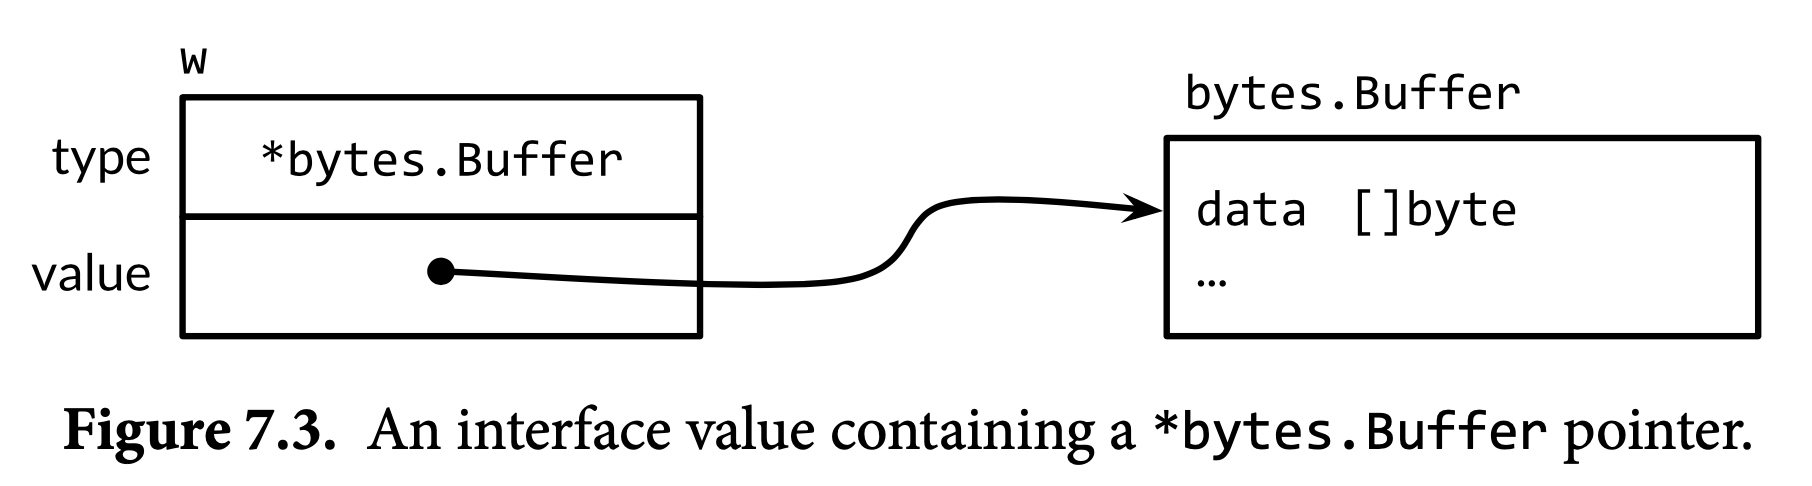 w
type *bytes.Buffer
value
bytes.Buffer
data []byte
...
Figure 7.3. An interface value containing a *bytes.Buffer pointer.